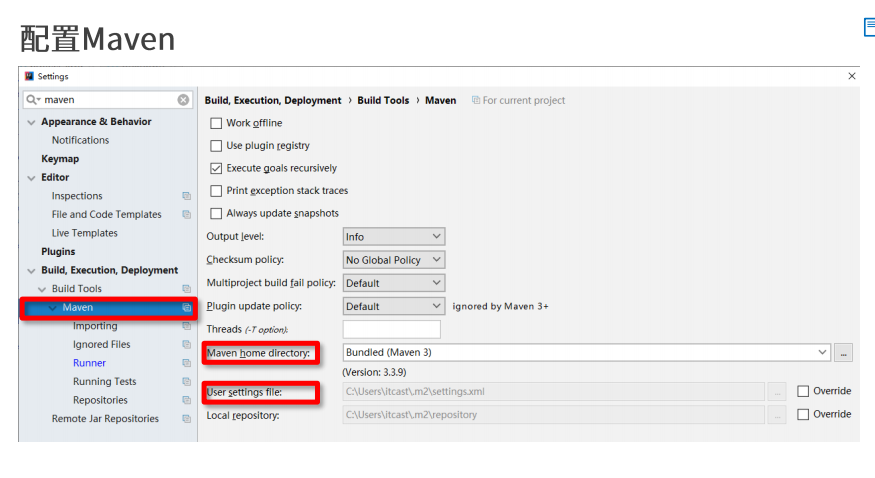 配置Maven
Settings
maven
Appearance & Behavior
Notifications
Keymap
Editor
Inspections
File and Code Templates
Live Templates
Plugins
Build, Execution, Deployment
Build Tools
Maven
Importing
Ignored Files
Runner
Running Tests
Repositories
Remote Jar Repositories
Build, Execution, Deployment › Build Tools › Maven For current project
Work offline
Use plugin registry
Execute goals recursively
Print exception stack traces
Always update snapshots
Output level: Info
Checksum policy: No Global Policy
Multiproject build fail policy: Default
Plugin update policy: Default ignored by Maven 3+
Threads (-T option):
Maven home directory: Bundled (Maven 3) ...
(Version: 3.3.9)
User settings file: C:\Users\itcast\.m2\settings.xml ... Override
Local repository: C:\Users\itcast\.m2\repository ... Override